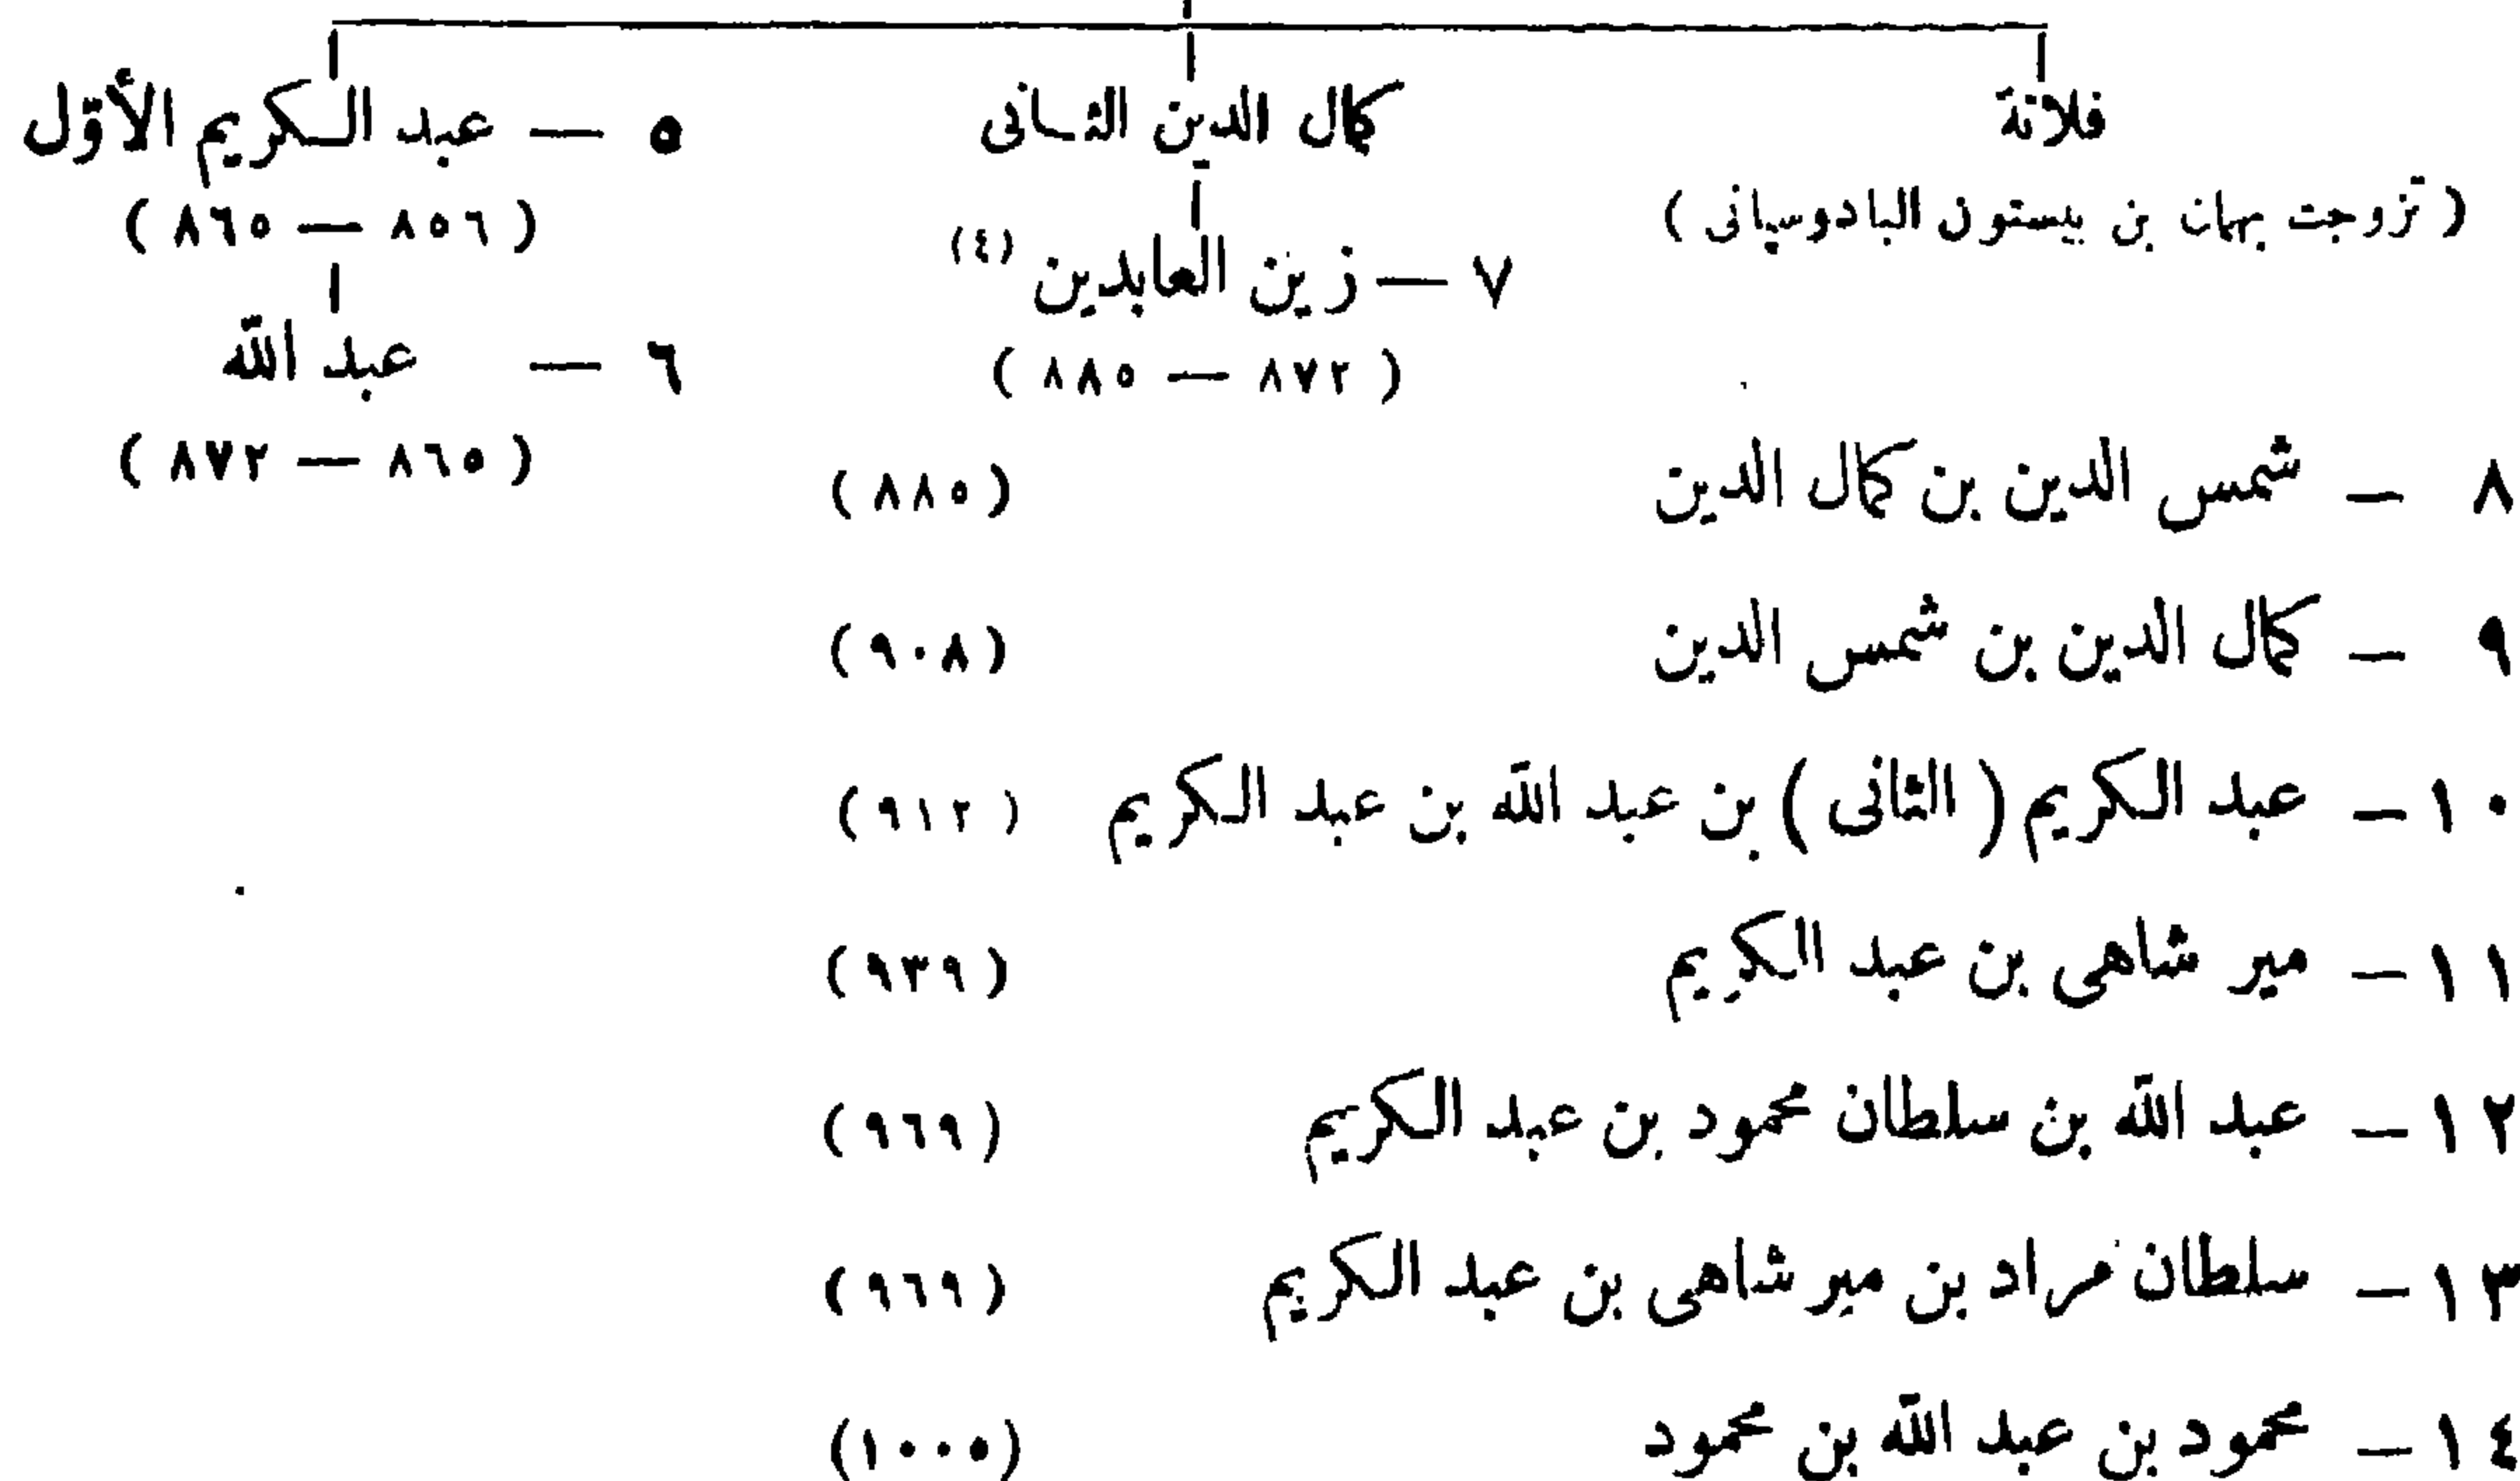 فلانة
كمال الدين الثاني
٥ — عبد الكريم الأوّل
(تزوجت بهمان بن بيستون البادوسپانی)
(٨٥٦ — ٨٦٥)
٧ — زين العابدين (٤)
(٨٧٢ — ٨٨٥)
٦ — عبد الله
(٨٦٥ — ٨٧٢)
٨ — شمس الدين بن كمال الدين (٨٨٥)
٩ — كمال الدين بن شمس الدين (٩٠٨)
١٠ — عبد الكريم (الثانى) بن عبد الله بن عبد الكريم (٩١٢)
١١ — مير شاهى بن عبد الكريم (٩٣٩)
١٢ — عبد الله بن سلطان محمود بن عبد الكريم (٩٦٩)
١٣ — سلطان مراد بن مير شاهى بن عبد الكريم (٩٦٩)
١٤ — محمود بن عبد الله بن محمود (١٠٠٠)